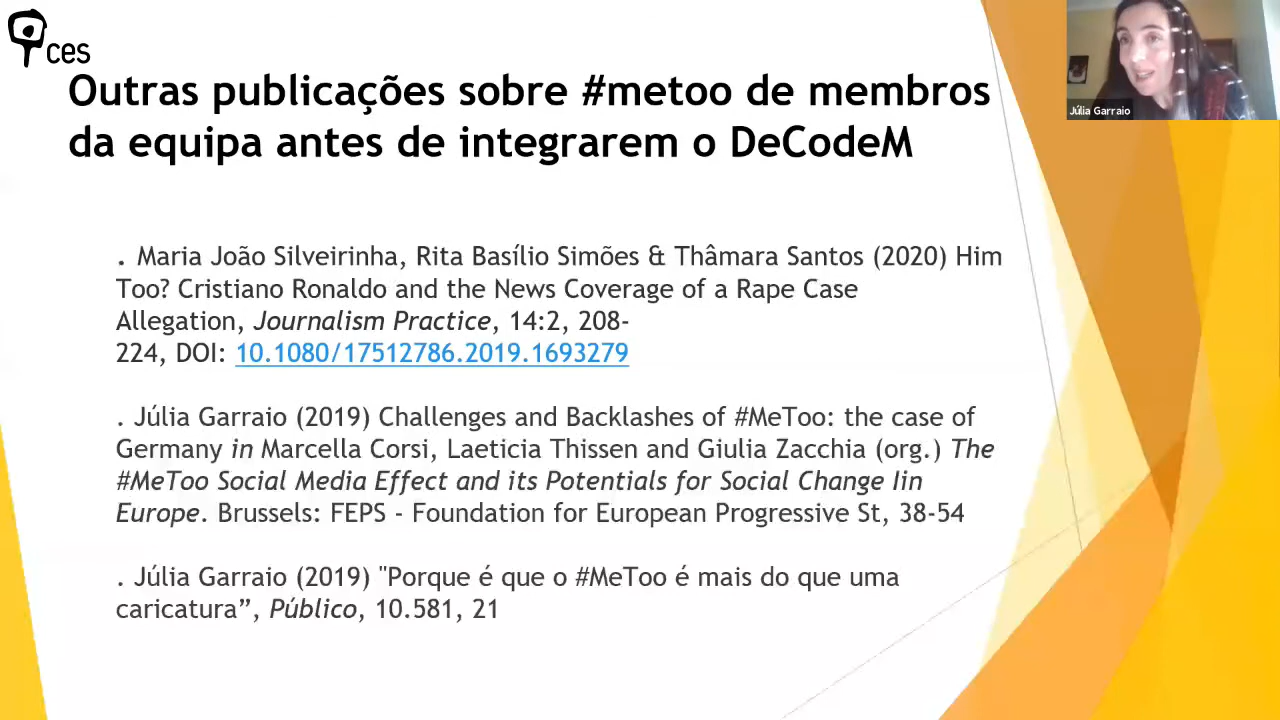 ces
Outras publicações sobre #metoo de membros
da equipa antes de integrarem o DeCodeM
Júlia Garraio
. Maria João Silveirinha, Rita Basílio Simões & Thâmara Santos (2020) Him
Too? Cristiano Ronaldo and the News Coverage of a Rape Case
Allegation, Journalism Practice, 14:2, 208-
224, DOI: 10.1080/17512786.2019.1693279
. Júlia Garraio (2019) Challenges and Backlashes of #MeToo: the case of
Germany in Marcella Corsi, Laeticia Thissen and Giulia Zacchia (org.) The
#MeToo Social Media Effect and its Potentials for Social Change Iin
Europe. Brussels: FEPS - Foundation for European Progressive St, 38-54
. Júlia Garraio (2019) "Porque é que o #MeToo é mais do que uma
caricatura”, Público, 10.581, 21